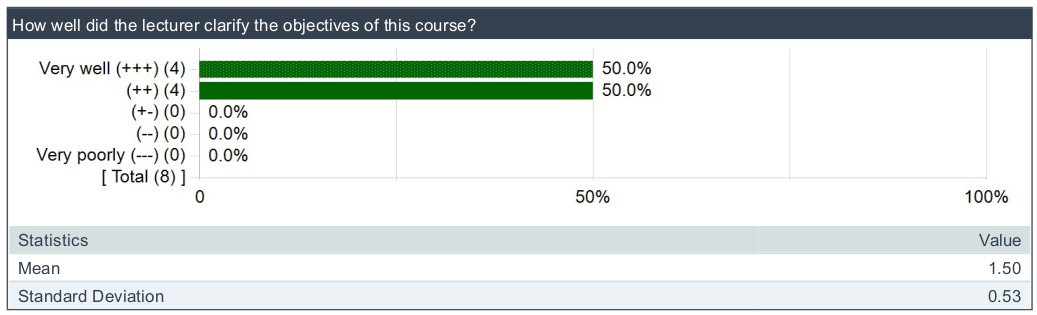 How well did the lecturer clarify the objectives of this course?
Very well (+++) (4) 50.0%
(++) (4) 50.0%
(+-) (0) 0.0%
(--) (0) 0.0%
Very poorly (---) (0) 0.0%
[ Total (8) ]
0 50% 100%
Statistics Value
Mean 1.50
Standard Deviation 0.53